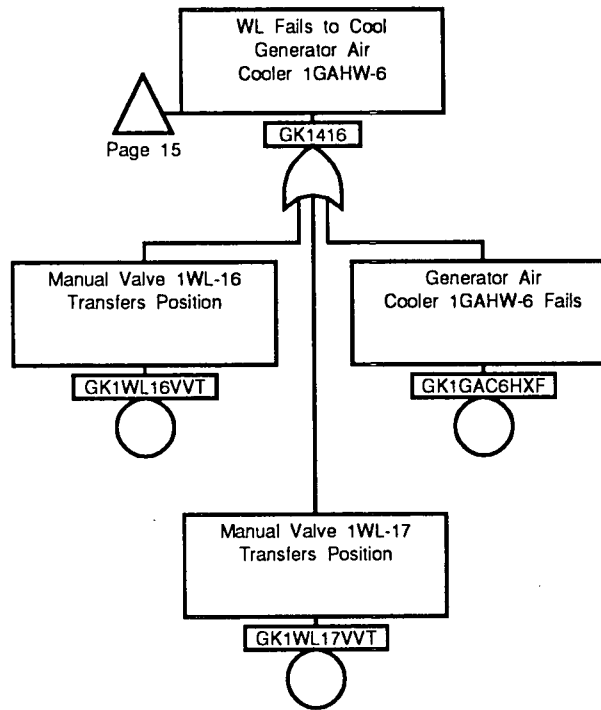 WL Fails to Cool
Generator Air
Cooler 1GAHW-6
Page 15
GK1416
Manual Valve 1WL-16
Transfers Position
GK1WL16VVT
Generator Air
Cooler 1GAHW-6 Fails
GK1GAC6HXF
Manual Valve 1WL-17
Transfers Position
GK1WL17VVT